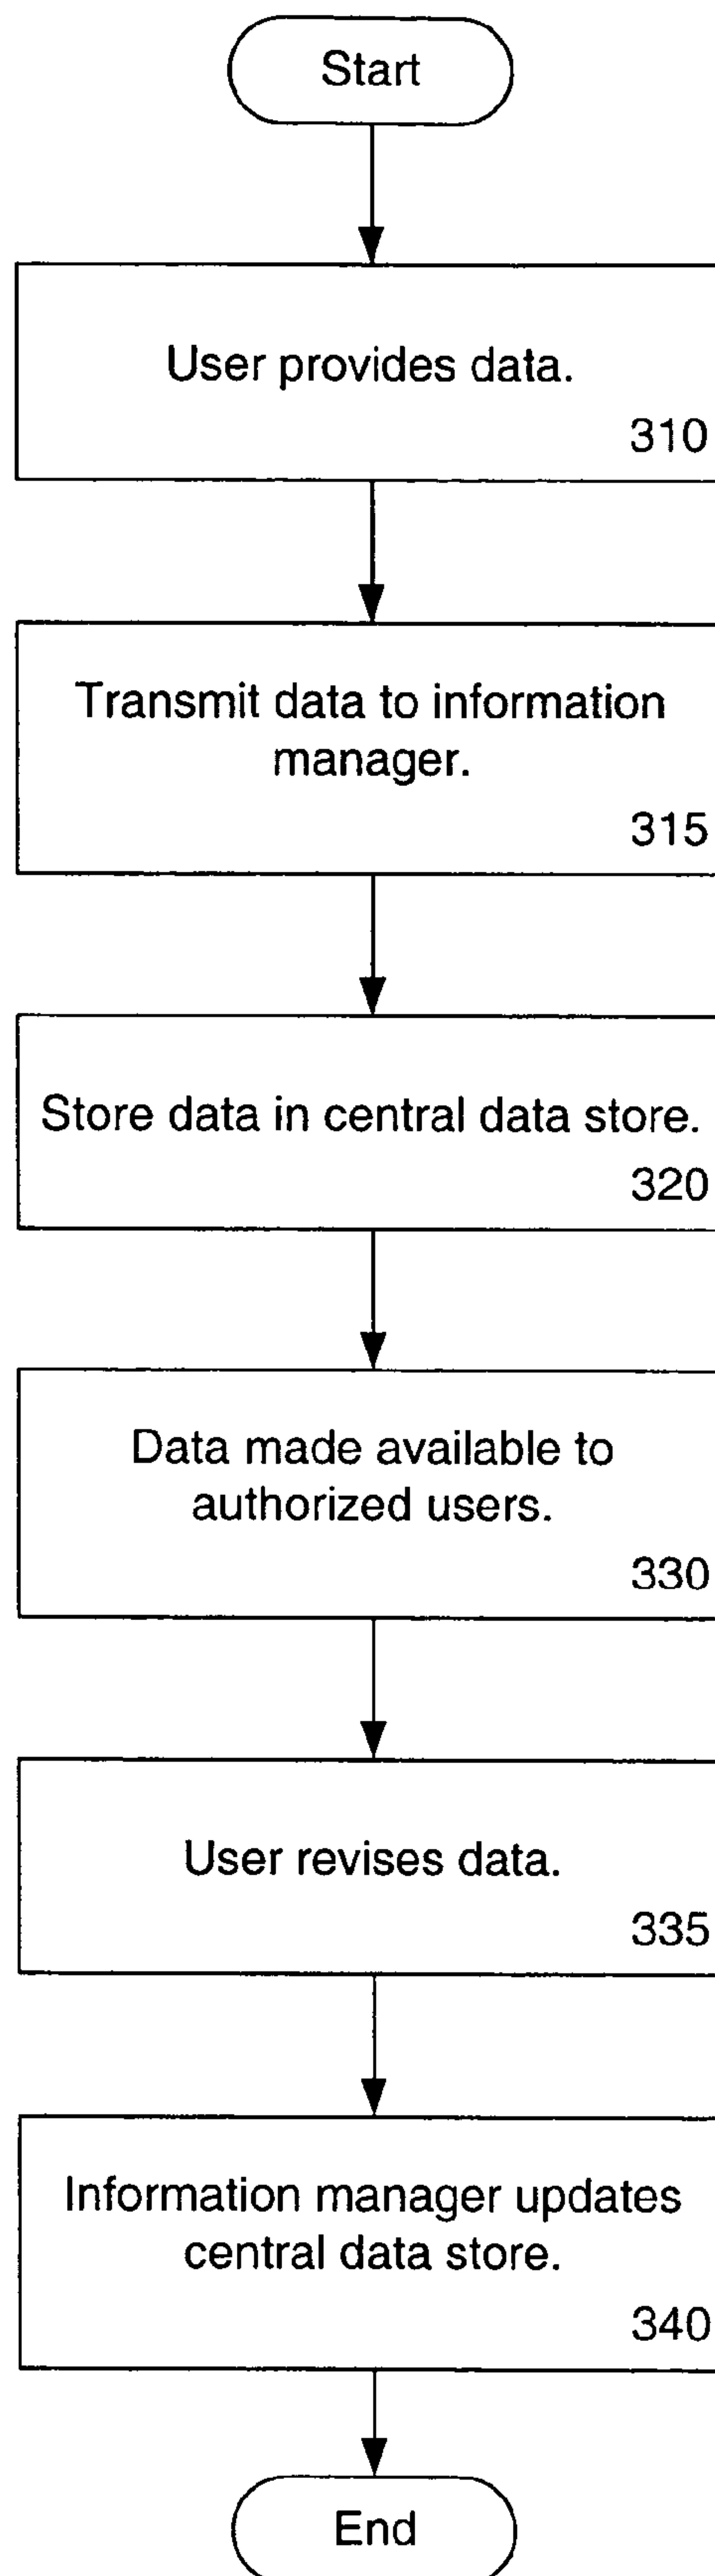 Start
User provides data.
310
Transmit data to information
manager.
315
Store data in central data store.
320
Data made available to
authorized users.
330
User revises data.
335
Information manager updates
central data store.
340
End